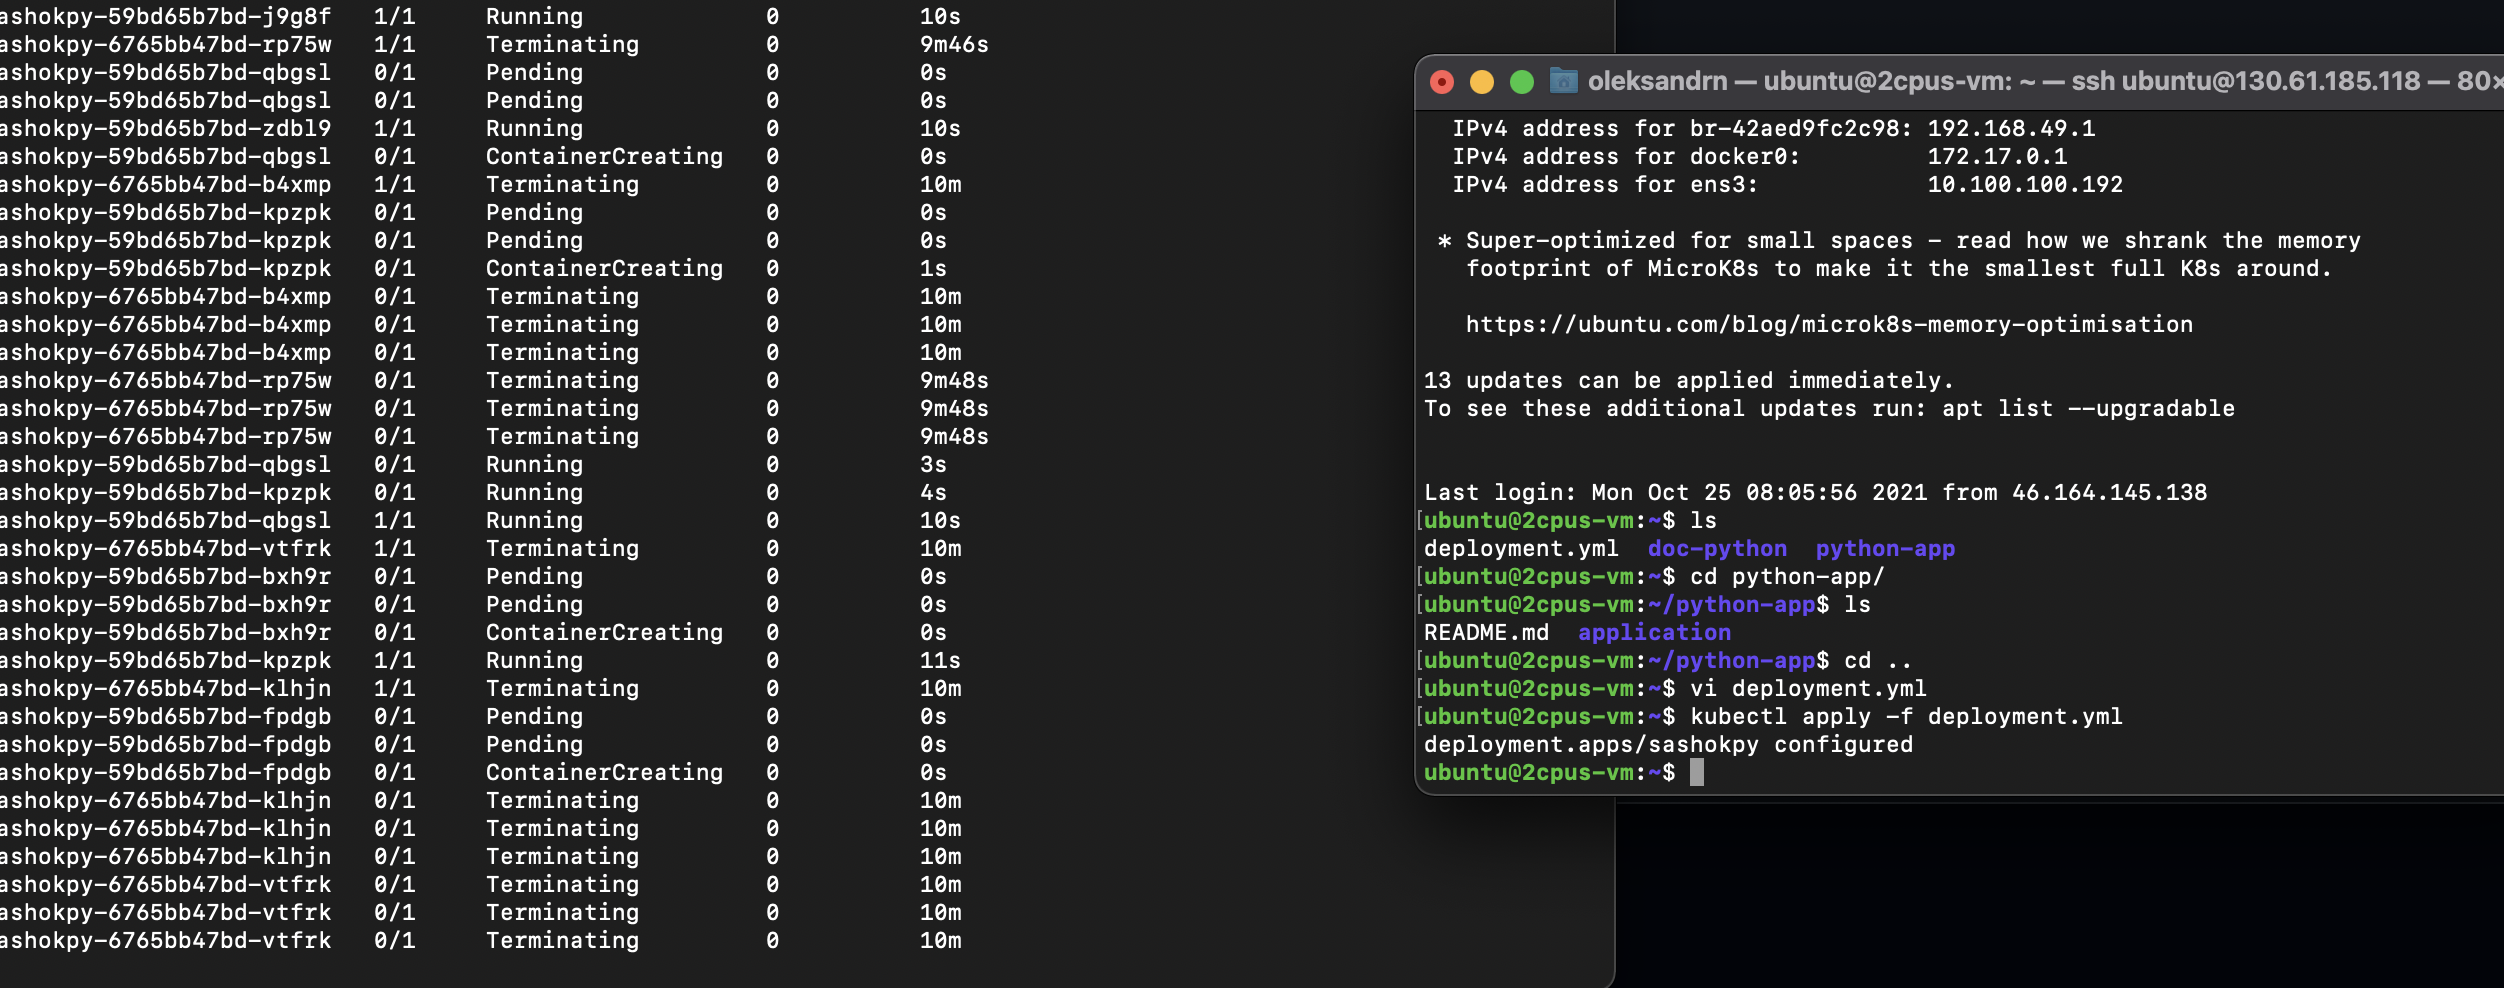 ashokpy-59bd65b7bd-j9g8f 1/1 Running 0 10s
ashokpy-6765bb47bd-rp75w 1/1 Terminating 0 9m46s
ashokpy-59bd65b7bd-qbgsl 0/1 Pending 0 0s
ashokpy-59bd65b7bd-qbgsl 0/1 Pending 0 0s
ashokpy-59bd65b7bd-zdbl9 1/1 Running 0 10s
ashokpy-59bd65b7bd-qbgsl 0/1 ContainerCreating 0 0s
ashokpy-6765bb47bd-b4xmp 1/1 Terminating 0 10m
ashokpy-59bd65b7bd-kpzpk 0/1 Pending 0 0s
ashokpy-59bd65b7bd-kpzpk 0/1 Pending 0 0s
ashokpy-59bd65b7bd-kpzpk 0/1 ContainerCreating 0 1s
ashokpy-6765bb47bd-b4xmp 0/1 Terminating 0 10m
ashokpy-6765bb47bd-b4xmp 0/1 Terminating 0 10m
ashokpy-6765bb47bd-b4xmp 0/1 Terminating 0 10m
ashokpy-6765bb47bd-rp75w 0/1 Terminating 0 9m48s
ashokpy-6765bb47bd-rp75w 0/1 Terminating 0 9m48s
ashokpy-6765bb47bd-rp75w 0/1 Terminating 0 9m48s
ashokpy-59bd65b7bd-qbgsl 0/1 Running 0 3s
ashokpy-59bd65b7bd-kpzpk 0/1 Running 0 4s
ashokpy-59bd65b7bd-qbgsl 1/1 Running 0 10s
ashokpy-6765bb47bd-vtfrk 1/1 Terminating 0 10m
ashokpy-59bd65b7bd-bxh9r 0/1 Pending 0 0s
ashokpy-59bd65b7bd-bxh9r 0/1 Pending 0 0s
ashokpy-59bd65b7bd-bxh9r 0/1 ContainerCreating 0 0s
ashokpy-59bd65b7bd-kpzpk 1/1 Running 0 11s
ashokpy-6765bb47bd-klhjn 1/1 Terminating 0 10m
ashokpy-59bd65b7bd-fpdgb 0/1 Pending 0 0s
ashokpy-59bd65b7bd-fpdgb 0/1 Pending 0 0s
ashokpy-59bd65b7bd-fpdgb 0/1 ContainerCreating 0 0s
ashokpy-6765bb47bd-klhjn 0/1 Terminating 0 10m
ashokpy-6765bb47bd-klhjn 0/1 Terminating 0 10m
ashokpy-6765bb47bd-klhjn 0/1 Terminating 0 10m
ashokpy-6765bb47bd-vtfrk 0/1 Terminating 0 10m
ashokpy-6765bb47bd-vtfrk 0/1 Terminating 0 10m
ashokpy-6765bb47bd-vtfrk 0/1 Terminating 0 10m
oleksandrn — ubuntu@2cpus-vm: ~ — ssh ubuntu@130.61.185.118 — 80×
IPv4 address for br-42aed9fc2c98: 192.168.49.1
IPv4 address for docker0: 172.17.0.1
IPv4 address for ens3: 10.100.100.192
* Super-optimized for small spaces - read how we shrank the memory
footprint of MicroK8s to make it the smallest full K8s around.
https://ubuntu.com/blog/microk8s-memory-optimisation
13 updates can be applied immediately.
To see these additional updates run: apt list --upgradable
Last login: Mon Oct 25 08:05:56 2021 from 46.164.145.138
[ubuntu@2cpus-vm:~$ ls
deployment.yml doc-python python-app
[ubuntu@2cpus-vm:~$ cd python-app/
[ubuntu@2cpus-vm:~/python-app$ ls
README.md application
[ubuntu@2cpus-vm:~/python-app$ cd ..
[ubuntu@2cpus-vm:~$ vi deployment.yml
[ubuntu@2cpus-vm:~$ kubectl apply -f deployment.yml
deployment.apps/sashokpy configured
ubuntu@2cpus-vm:~$